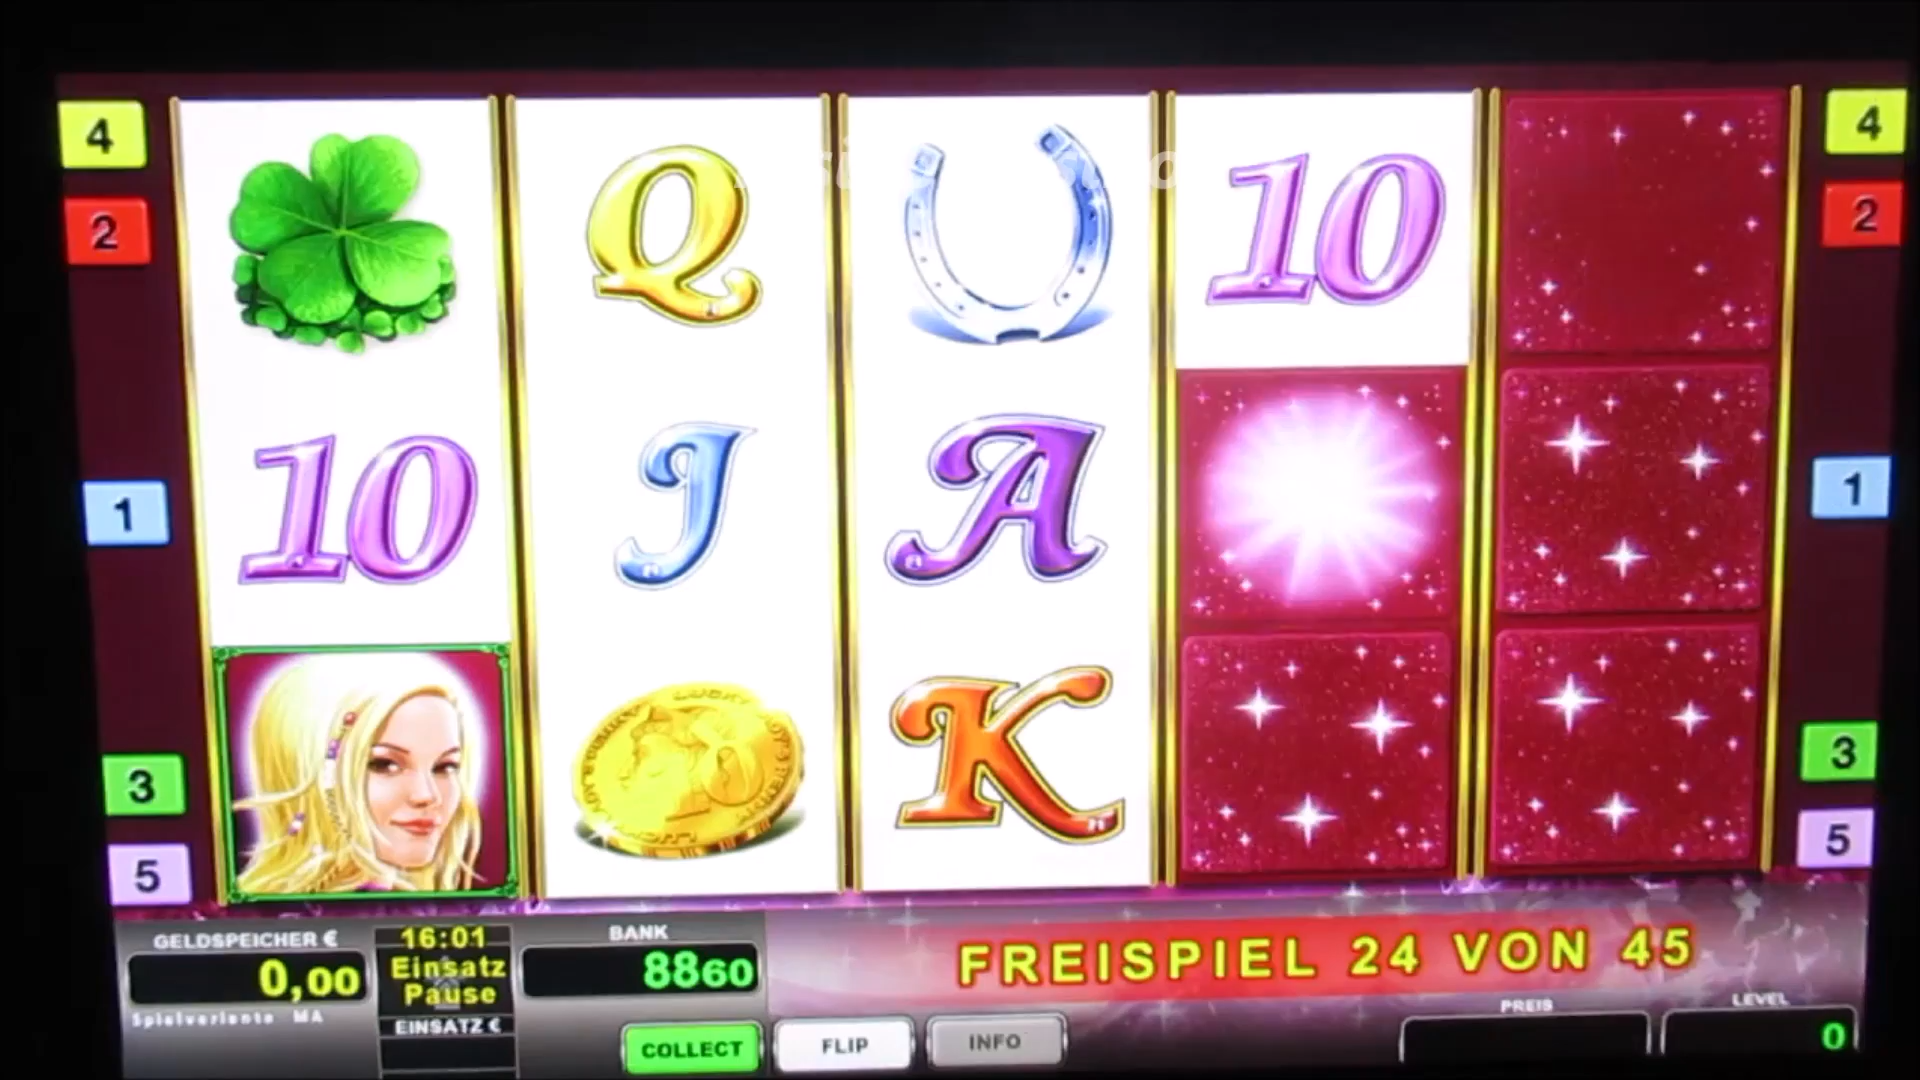 4
4
Q
10
2
2
10
J
A
1
1
K
3
3
5
5
GELDSPEICHER €
0,00
Spielvariante MA
16:01
Einsatz
Pause
EINSATZ €
BANK
8860
FREISPIEL 24 VON 45
PREIS
LEVEL
0
COLLECT
FLIP
INFO